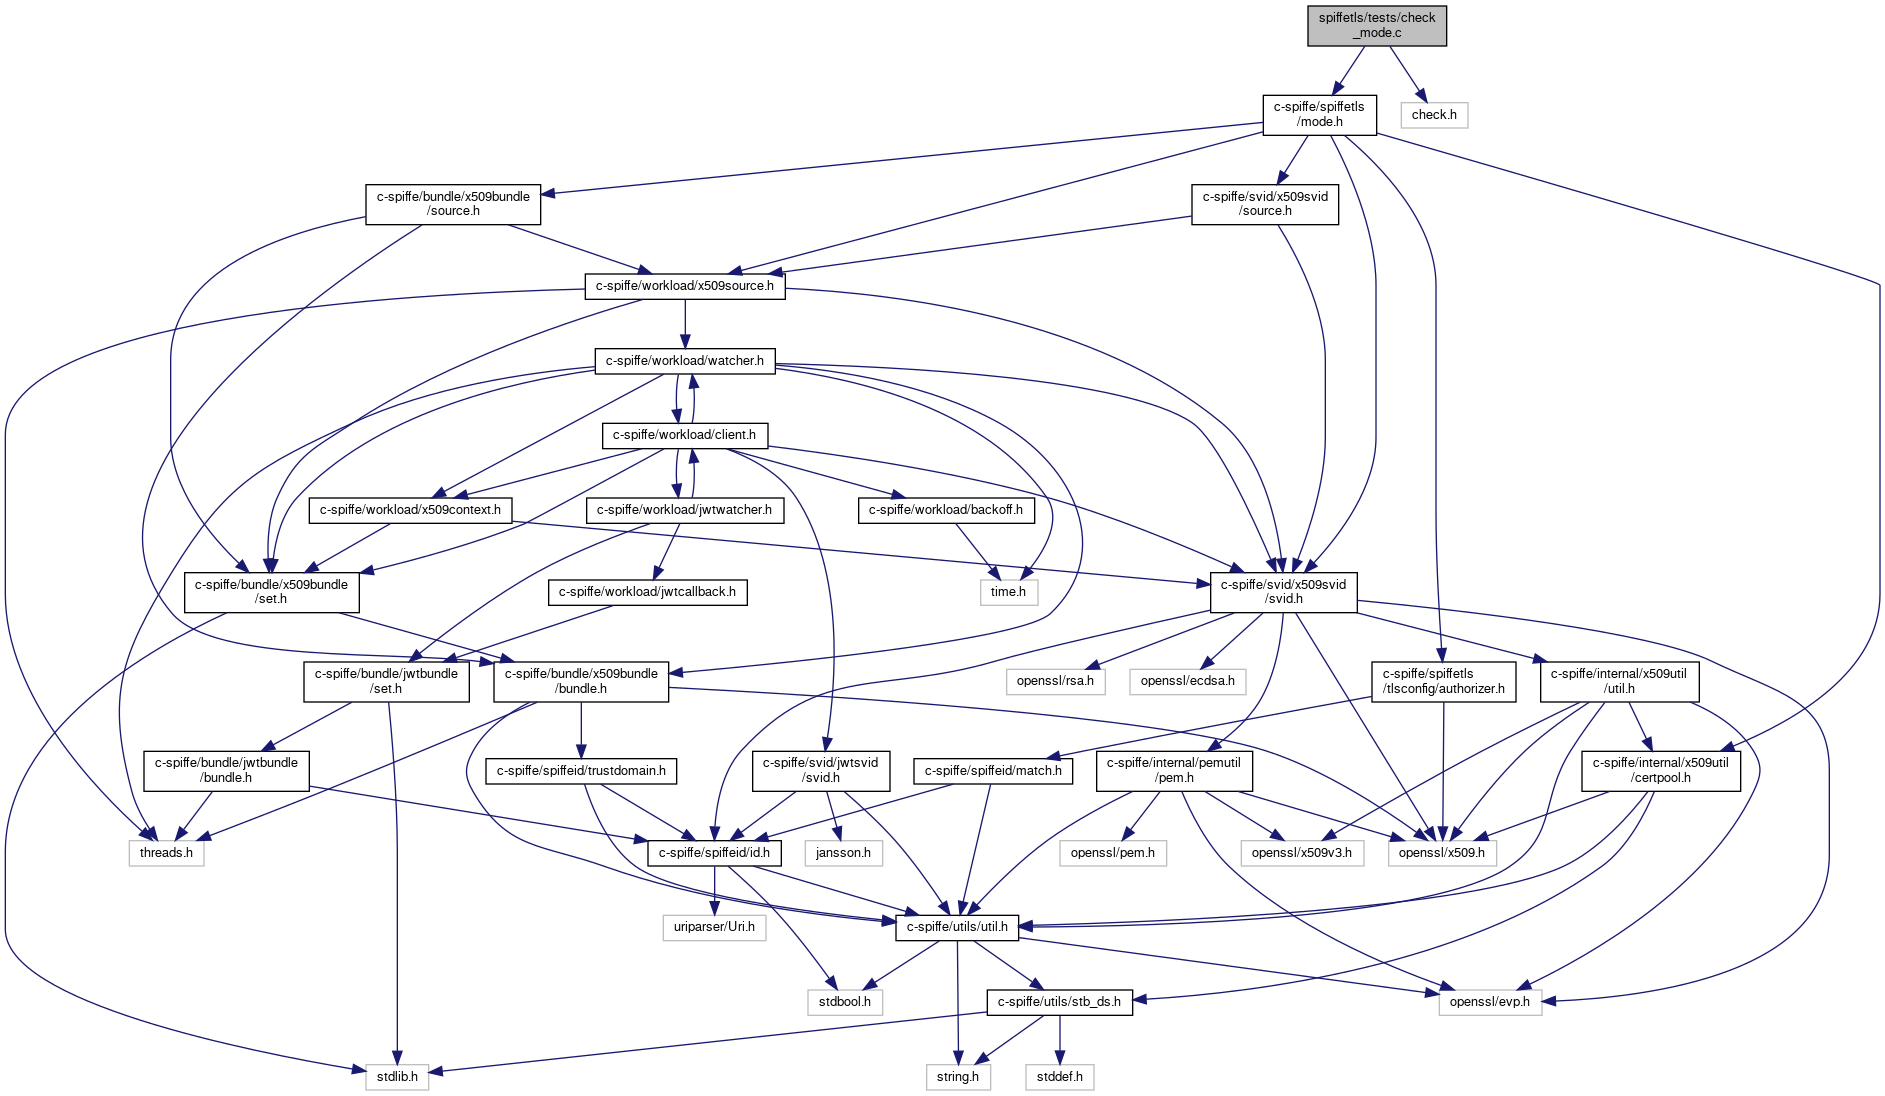 spiffetls/tests/check
_mode.c
c-spiffe/spiffetls
/mode.h
check.h
c-spiffe/bundle/x509bundle
/source.h
c-spiffe/svid/x509svid
/source.h
c-spiffe/workload/x509source.h
c-spiffe/workload/watcher.h
c-spiffe/workload/client.h
c-spiffe/workload/x509context.h
c-spiffe/workload/jwtwatcher.h
c-spiffe/workload/backoff.h
c-spiffe/bundle/x509bundle
/set.h
c-spiffe/workload/jwtcallback.h
time.h
c-spiffe/svid/x509svid
/svid.h
c-spiffe/bundle/jwtbundle
/set.h
c-spiffe/bundle/x509bundle
/bundle.h
openssl/rsa.h
openssl/ecdsa.h
c-spiffe/spiffetls
/tlsconfig/authorizer.h
c-spiffe/internal/x509util
/util.h
c-spiffe/bundle/jwtbundle
/bundle.h
c-spiffe/spiffeid/trustdomain.h
c-spiffe/svid/jwtsvid
/svid.h
c-spiffe/spiffeid/match.h
c-spiffe/internal/pemutil
/pem.h
c-spiffe/internal/x509util
/certpool.h
threads.h
c-spiffe/spiffeid/id.h
jansson.h
openssl/pem.h
openssl/x509v3.h
openssl/x509.h
uriparser/Uri.h
c-spiffe/utils/util.h
stdbool.h
c-spiffe/utils/stb_ds.h
openssl/evp.h
stdlib.h
string.h
stddef.h